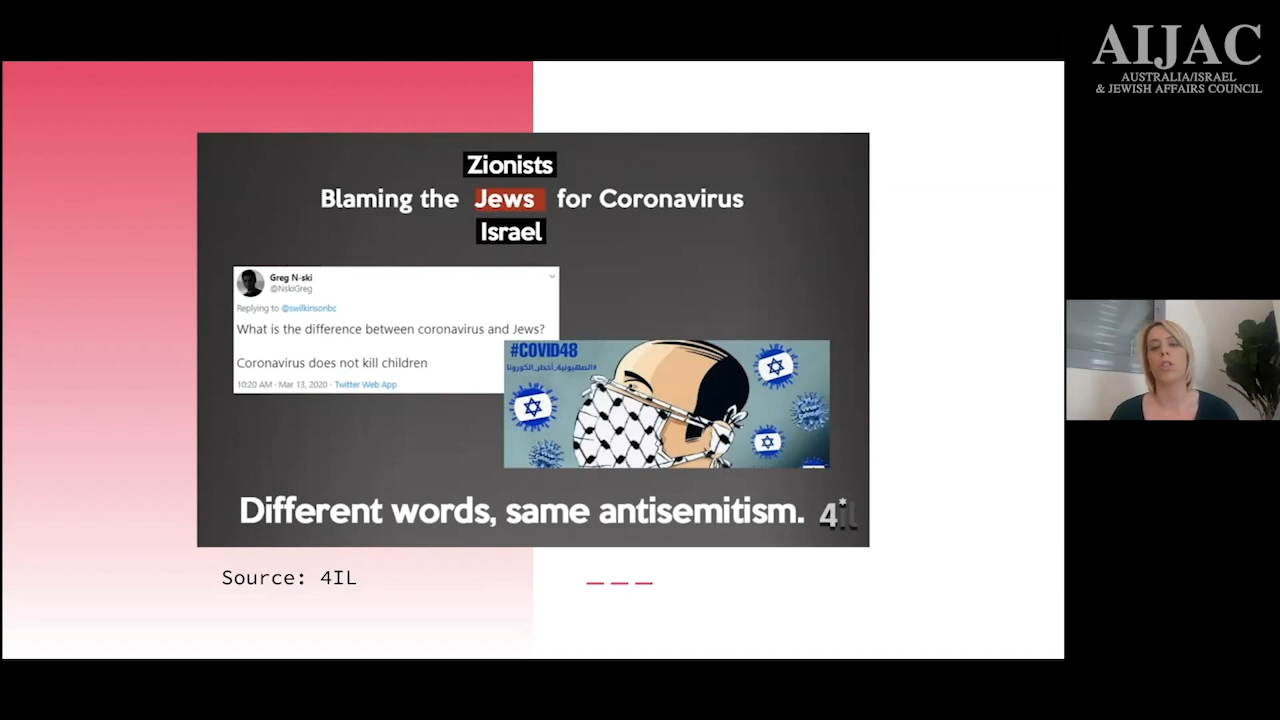 AIJAC
AUSTRALIA/ISRAEL
& JEWISH AFFAIRS COUNCIL
Zionists
Blaming the Jews for Coronavirus
Israel
Greg N-ski
@NskiGreg
Replying to @swilkinsonbc
What is the difference between coronavirus and Jews?
Coronavirus does not kill children
10:20 AM · Mar 13, 2020 · Twitter Web App
#COVID48
#الصهيونية_أخطر_الكورونا
Different words, same antisemitism.
4il
Source: 4IL